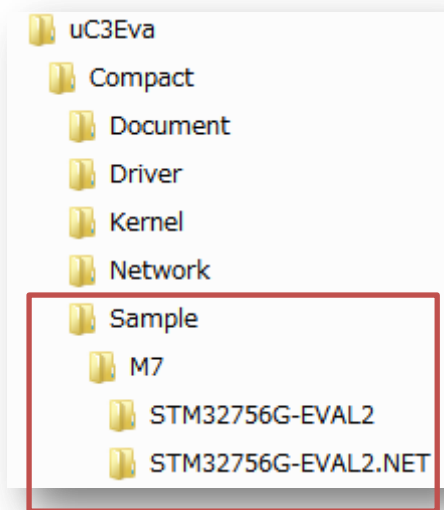 uC3Eva
Compact
Document
Driver
Kernel
Network
Sample
M7
STM32756G-EVAL2
STM32756G-EVAL2.NET